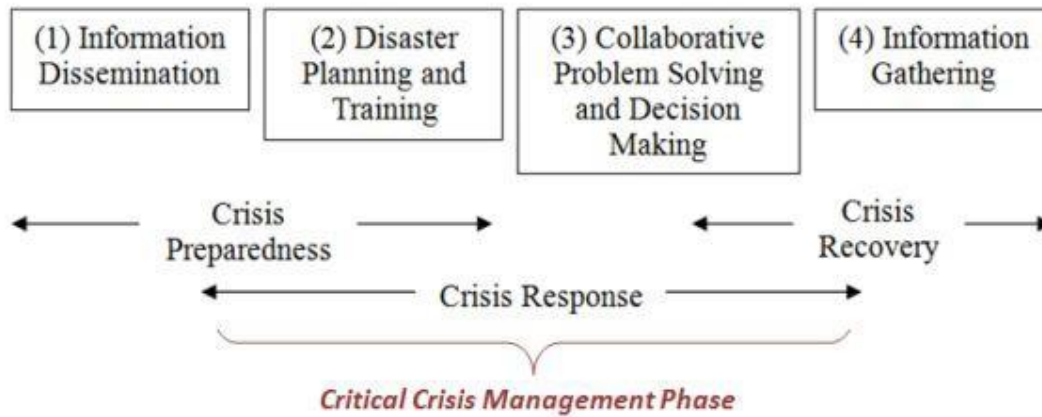 (1) Information
Dissemination
(2) Disaster
Planning and
Training
(3) Collaborative
Problem Solving
and Decision
Making
(4) Information
Gathering
Crisis
Preparedness
Crisis
Recovery
Crisis Response
Critical Crisis Management Phase